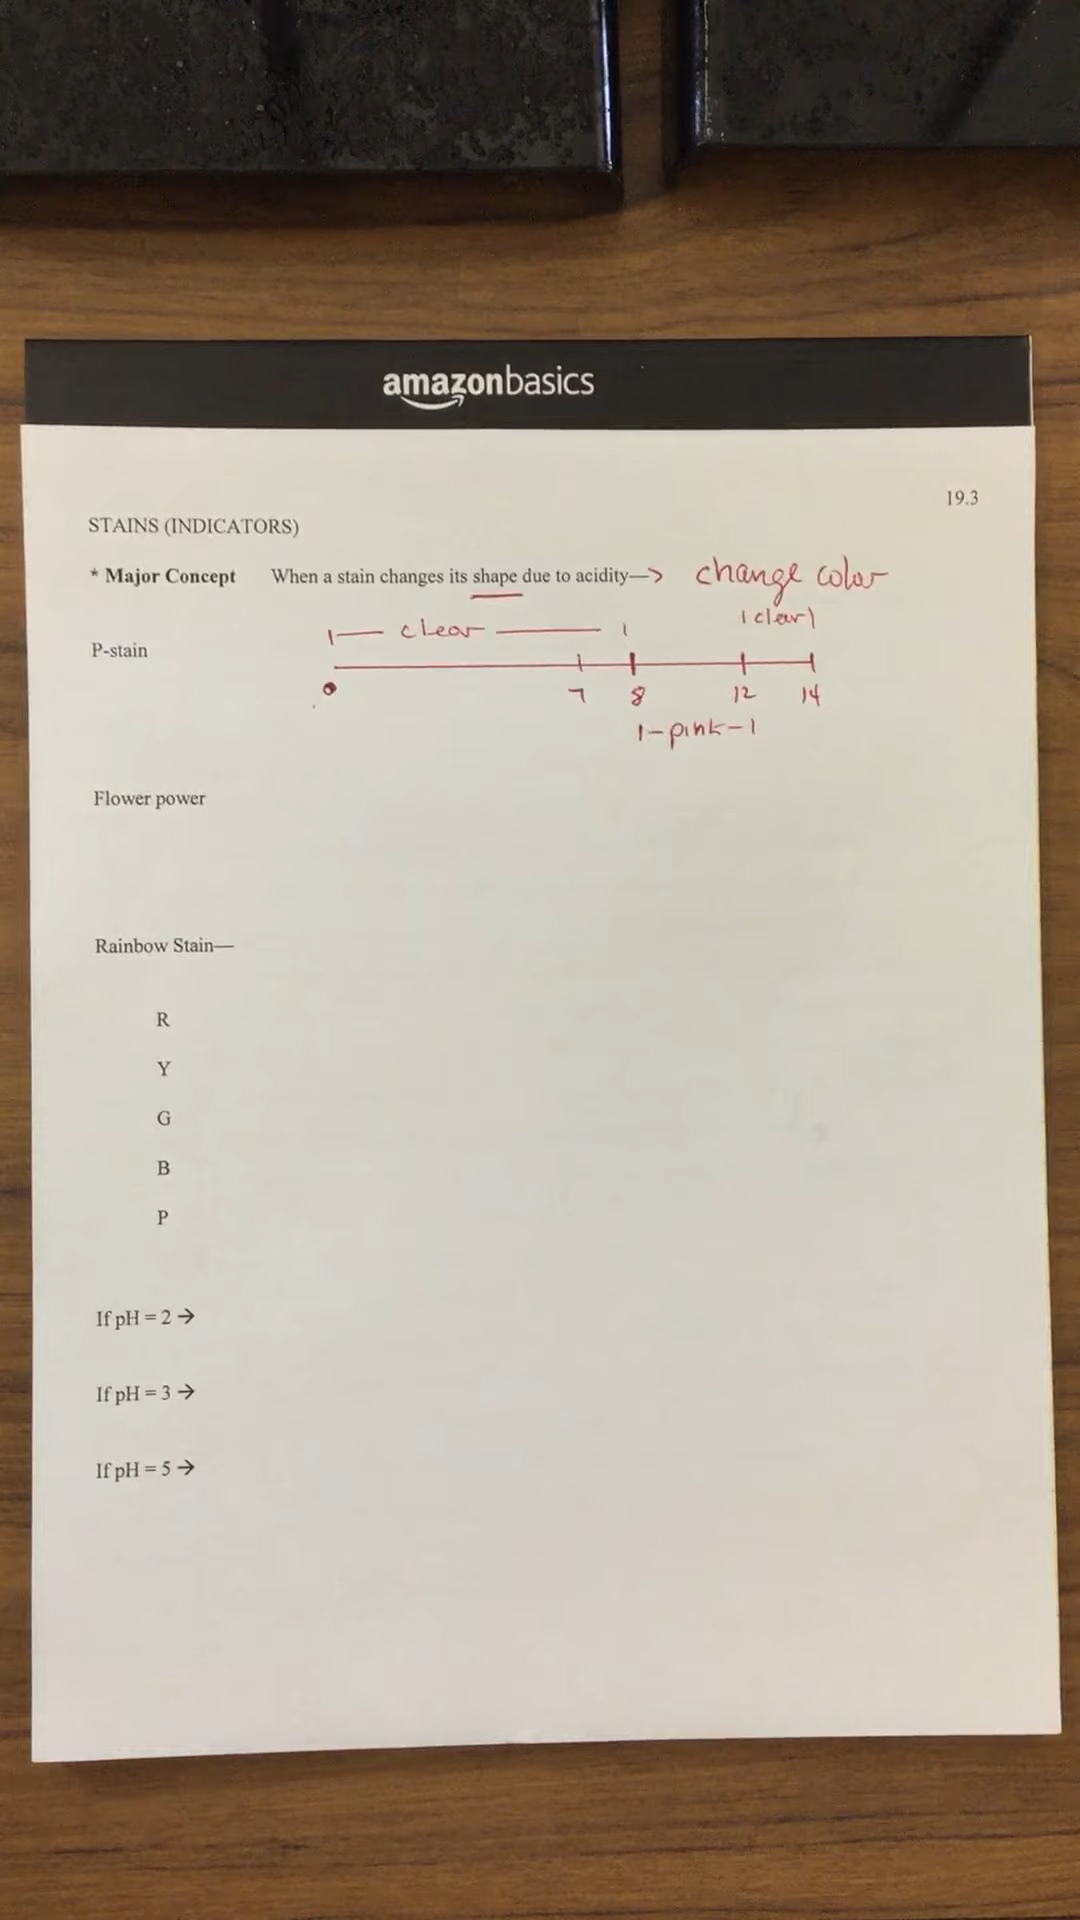 amazonbasics
19.3
STAINS (INDICATORS)
* Major Concept When a stain changes its shape due to acidity—> change color
clear clear
P-stain
0 7 8 12 14
pink
Flower power
Rainbow Stain—
R
Y
G
B
P
If pH = 2 →
If pH = 3 →
If pH = 5 →